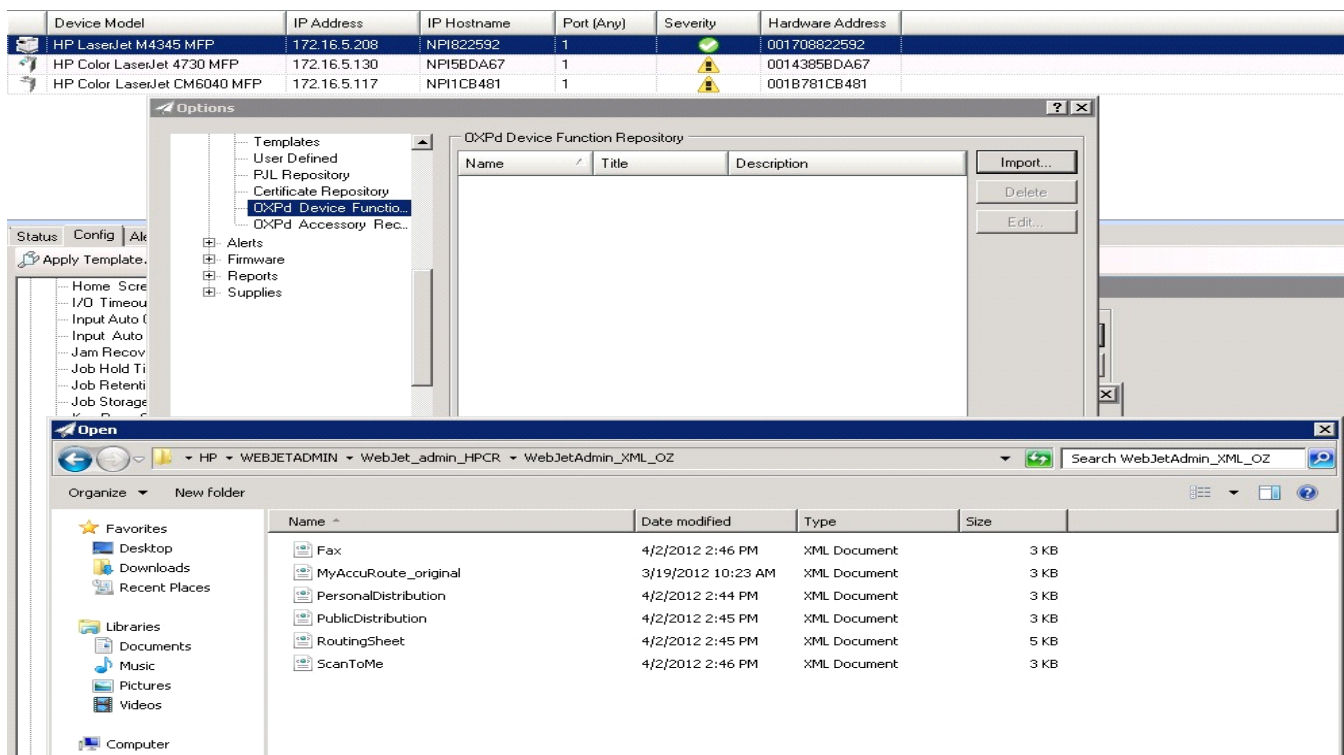 Device Model IP Address IP Hostname Port (Any) Severity Hardware Address
HP LaserJet M4345 MFP 172.16.5.208 NPI822592 1 001708822592
HP Color LaserJet 4730 MFP 172.16.5.130 NPI5BDA67 1 0014385BDA67
HP Color LaserJet CM6040 MFP 172.16.5.117 NPI1CB481 1 001B781CB481
Options
Templates
User Defined
PJL Repository
Certificate Repository
OXPd Device Functio...
OXPd Accessory Rec...
Alerts
Firmware
Reports
Supplies
OXPd Device Function Repository
Name Title Description
Import...
Delete
Edit...
Status Config Ale
Apply Template.
Home Scre
I/O Timeou
Input Auto
Input Auto
Jam Recov
Job Hold Ti
Job Retenti
Job Storage
Open
HP WEBJETADMIN WebJet_admin_HPCR WebJetAdmin_XML_OZ
Search WebJetAdmin_XML_OZ
Organize New folder
Favorites
Desktop
Downloads
Recent Places
Libraries
Documents
Music
Pictures
Videos
Computer
Name Date modified Type Size
Fax 4/2/2012 2:46 PM XML Document 3 KB
MyAccuRoute_original 3/19/2012 10:23 AM XML Document 3 KB
PersonalDistribution 4/2/2012 2:44 PM XML Document 3 KB
PublicDistribution 4/2/2012 2:45 PM XML Document 3 KB
RoutingSheet 4/2/2012 2:45 PM XML Document 5 KB
ScanToMe 4/2/2012 2:46 PM XML Document 3 KB